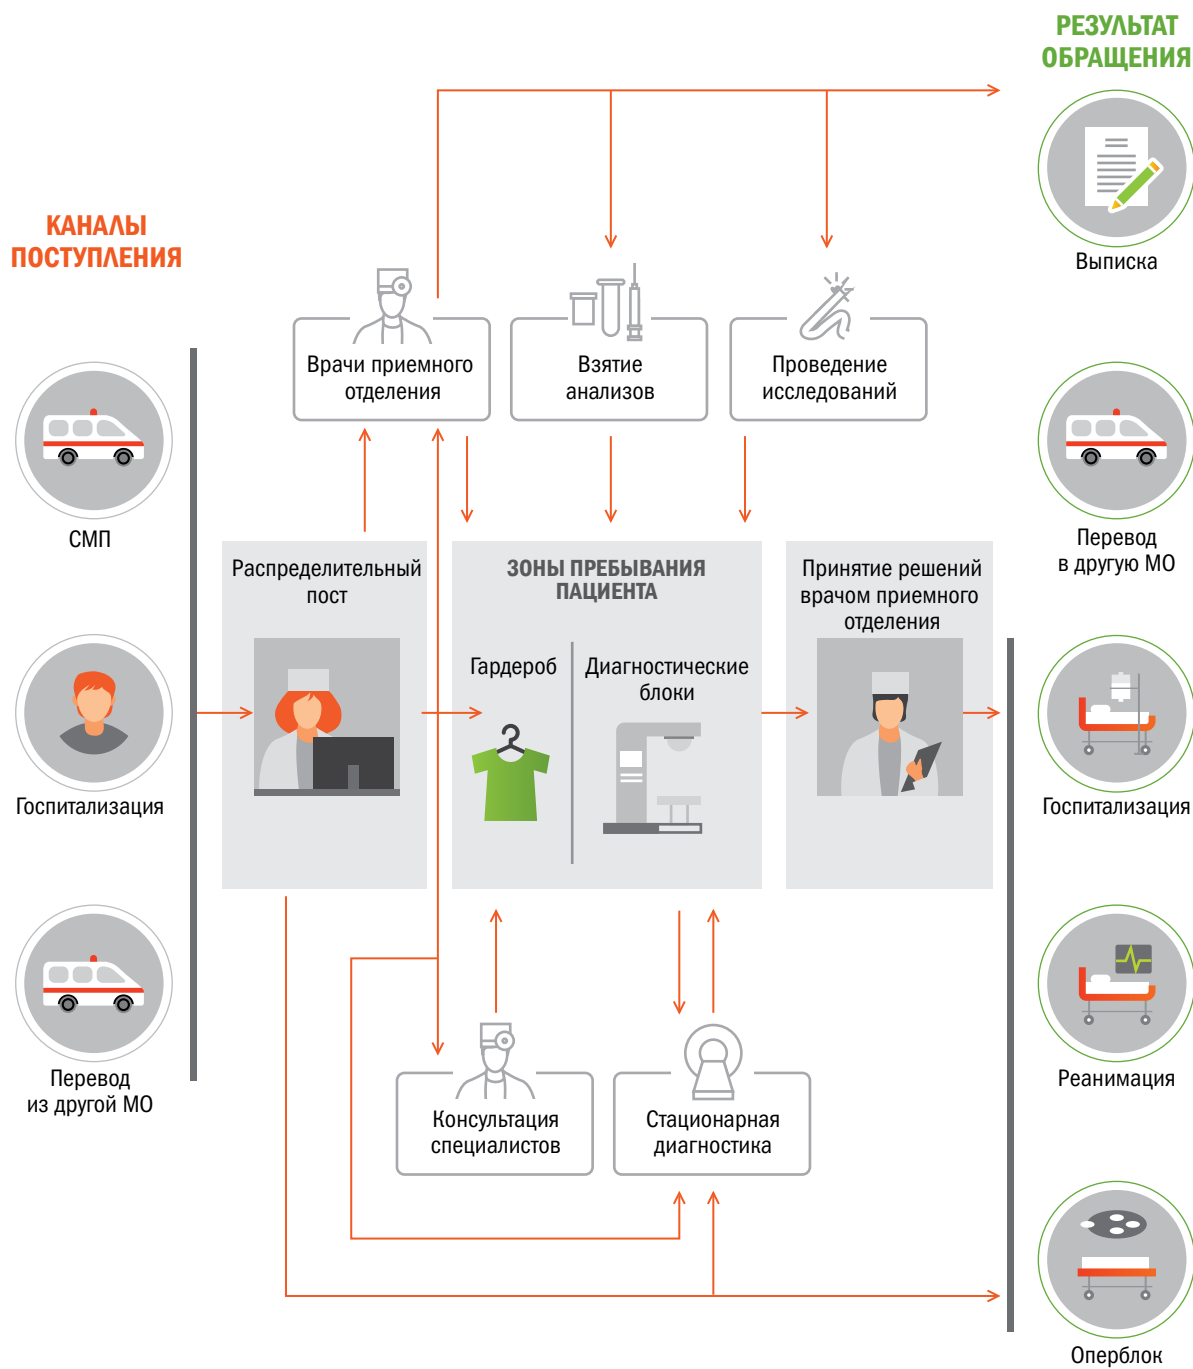 РЕЗУЛЬТАТ
ОБРАЩЕНИЯ
Выписка
КАНАЛЫ
ПОСТУПЛЕНИЯ
Врачи приемного
отделения
Взятие
анализов
Проведение
исследований
СМП
Перевод
в другую МО
Распределительный
пост
ЗОНЫ ПРЕБЫВАНИЯ
ПАЦИЕНТА
Гардероб
Диагностические
блоки
Принятие решений
врачом приемного
отделения
Госпитализация
Госпитализация
Перевод
из другой МО
Консультация
специалистов
Стационарная
диагностика
Реанимация
Оперблок